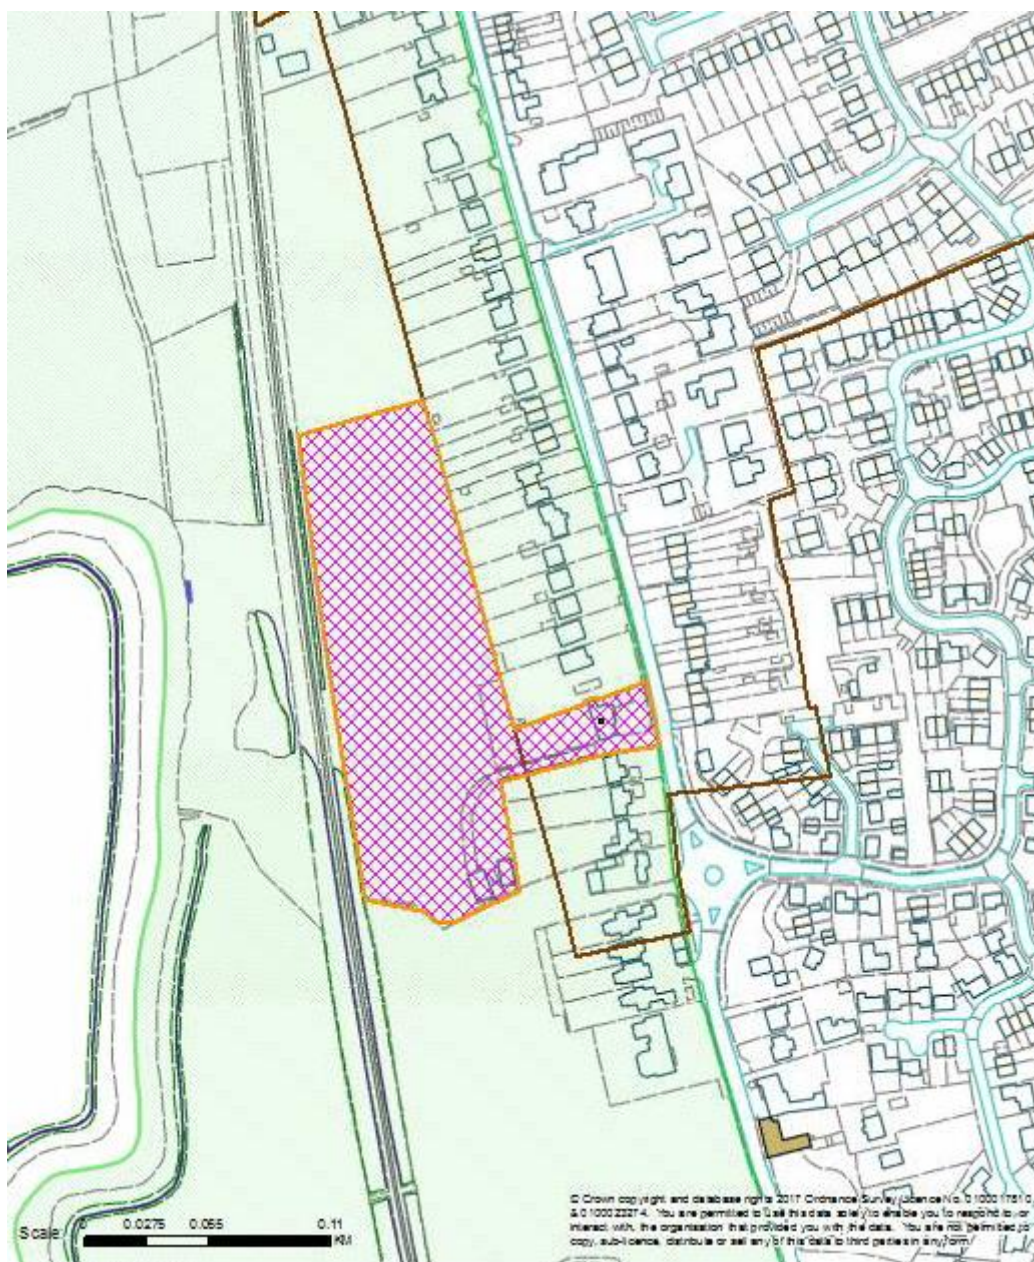 © Crown copyright and database rights 2017 Ordnance Survey Licence No.
You are permitted to use this data solely to enable you to respond to, or
interact with, the organisation that provided you with the data. You are not permitted to
copy, sub-licence, distribute or sell any of this data to third parties in any form
Scale 0 0.0275 0.055 0.11
KM